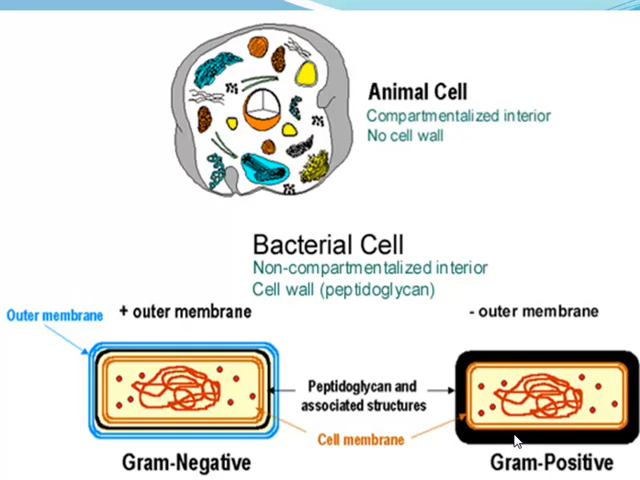 Animal Cell
Compartmentalized interior
No cell wall
Bacterial Cell
Non-compartmentalized interior
Cell wall (peptidoglycan)
Outer membrane
+ outer membrane
- outer membrane
Peptidoglycan and
associated structures
Cell membrane
Gram-Negative
Gram-Positive